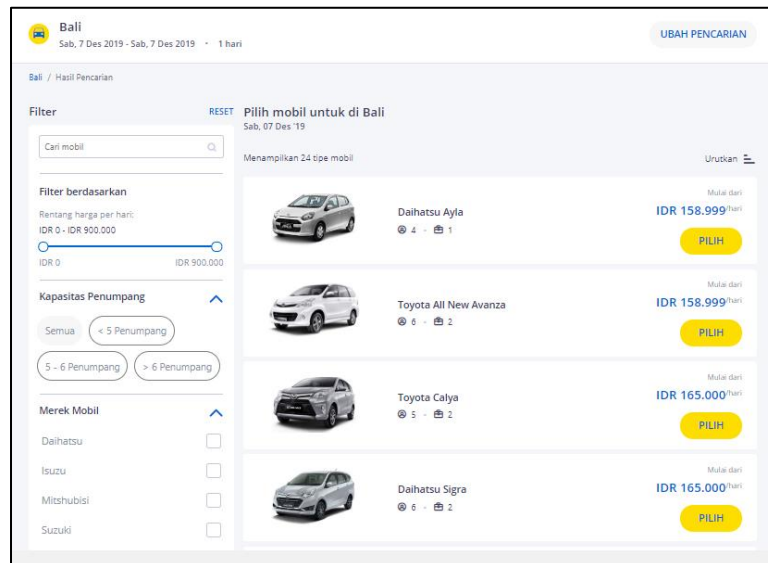 Bali
Sab, 7 Des 2019 - Sab, 7 Des 2019 · 1 hari
UBAH PENCARIAN
Bali / Hasil Pencarian
Filter RESET
Cari mobil
Filter berdasarkan
Rentang harga per hari:
IDR 0 - IDR 900.000
IDR 0 IDR 900.000
Kapasitas Penumpang
Semua < 5 Penumpang
5 - 6 Penumpang > 6 Penumpang
Merek Mobil
Daihatsu
Isuzu
Mitshubisi
Suzuki
Pilih mobil untuk di Bali
Sab, 07 Des '19
Menampilkan 24 tipe mobil Urutkan
Daihatsu Ayla
4 - 1
Mulai dari
IDR 158.999/hari
PILIH
Toyota All New Avanza
6 - 2
Mulai dari
IDR 158.999/hari
PILIH
Toyota Calya
5 - 2
Mulai dari
IDR 165.000/hari
PILIH
Daihatsu Sigra
6 - 2
Mulai dari
IDR 165.000/hari
PILIH